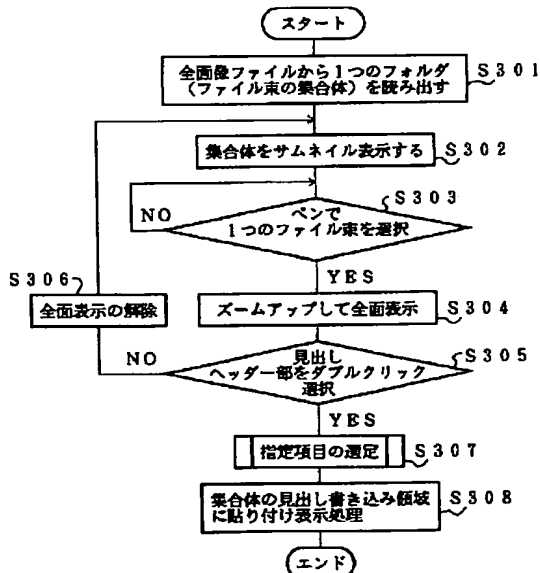 スタート
全面像ファイルから1つのフォルダ
(ファイル束の集合体)を読み出す
S301
集合体をサムネイル表示する
S302
S303
NO
ペンで
1つのファイル束を選択
YES
S306
全面表示の解除
ズームアップして全面表示
S304
NO
見出し
ヘッダー部をダブルクリック
選択
S305
YES
指定項目の選定
S307
集合体の見出し書き込み領域
に貼り付け表示処理
S308
エンド